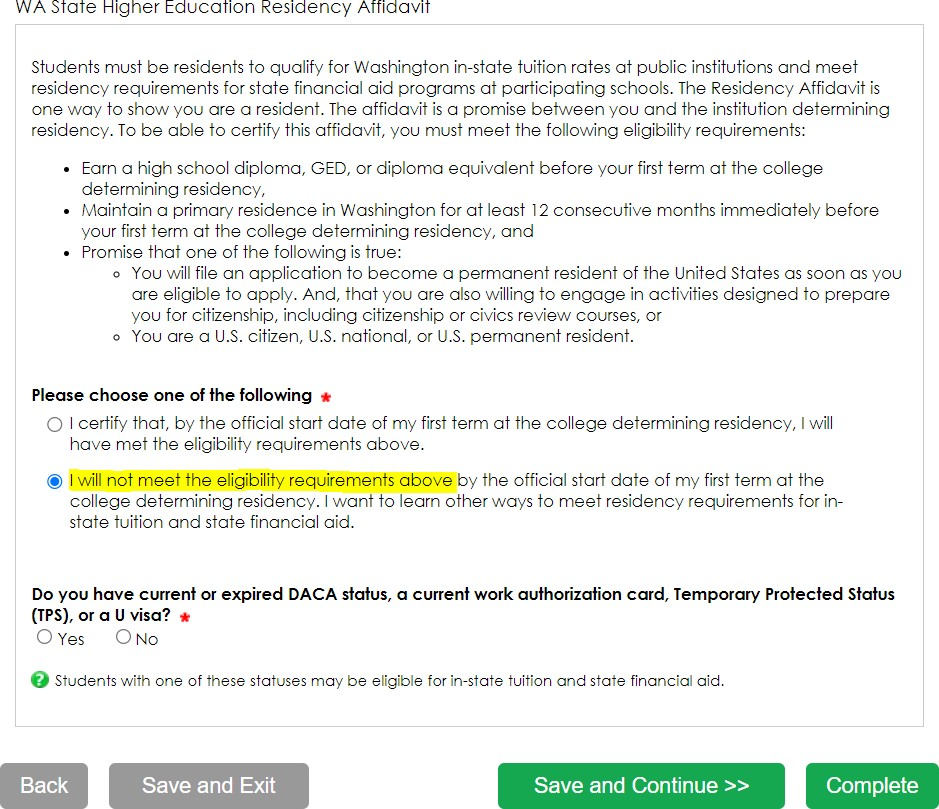 WA State Higher Education Residency Affidavit
Students must be residents to qualify for Washington in-state tuition rates at public institutions and meet
residency requirements for state financial aid programs at participating schools. The Residency Affidavit is
one way to show you are a resident. The affidavit is a promise between you and the institution determining
residency. To be able to certify this affidavit, you must meet the following eligibility requirements:
• Earn a high school diploma, GED, or diploma equivalent before your first term at the college
determining residency,
• Maintain a primary residence in Washington for at least 12 consecutive months immediately before
your first term at the college determining residency, and
• Promise that one of the following is true:
◦ You will file an application to become a permanent resident of the United States as soon as you
are eligible to apply. And, that you are also willing to engage in activities designed to prepare
you for citizenship, including citizenship or civics review courses, or
◦ You are a U.S. citizen, U.S. national, or U.S. permanent resident.
Please choose one of the following *
I certify that, by the official start date of my first term at the college determining residency, I will
have met the eligibility requirements above.
I will not meet the eligibility requirements above by the official start date of my first term at the
college determining residency. I want to learn other ways to meet residency requirements for in-
state tuition and state financial aid.
Do you have current or expired DACA status, a current work authorization card, Temporary Protected Status
(TPS), or a U visa? *
Yes No
? Students with one of these statuses may be eligible for in-state tuition and state financial aid.
Back Save and Exit Save and Continue >> Complete